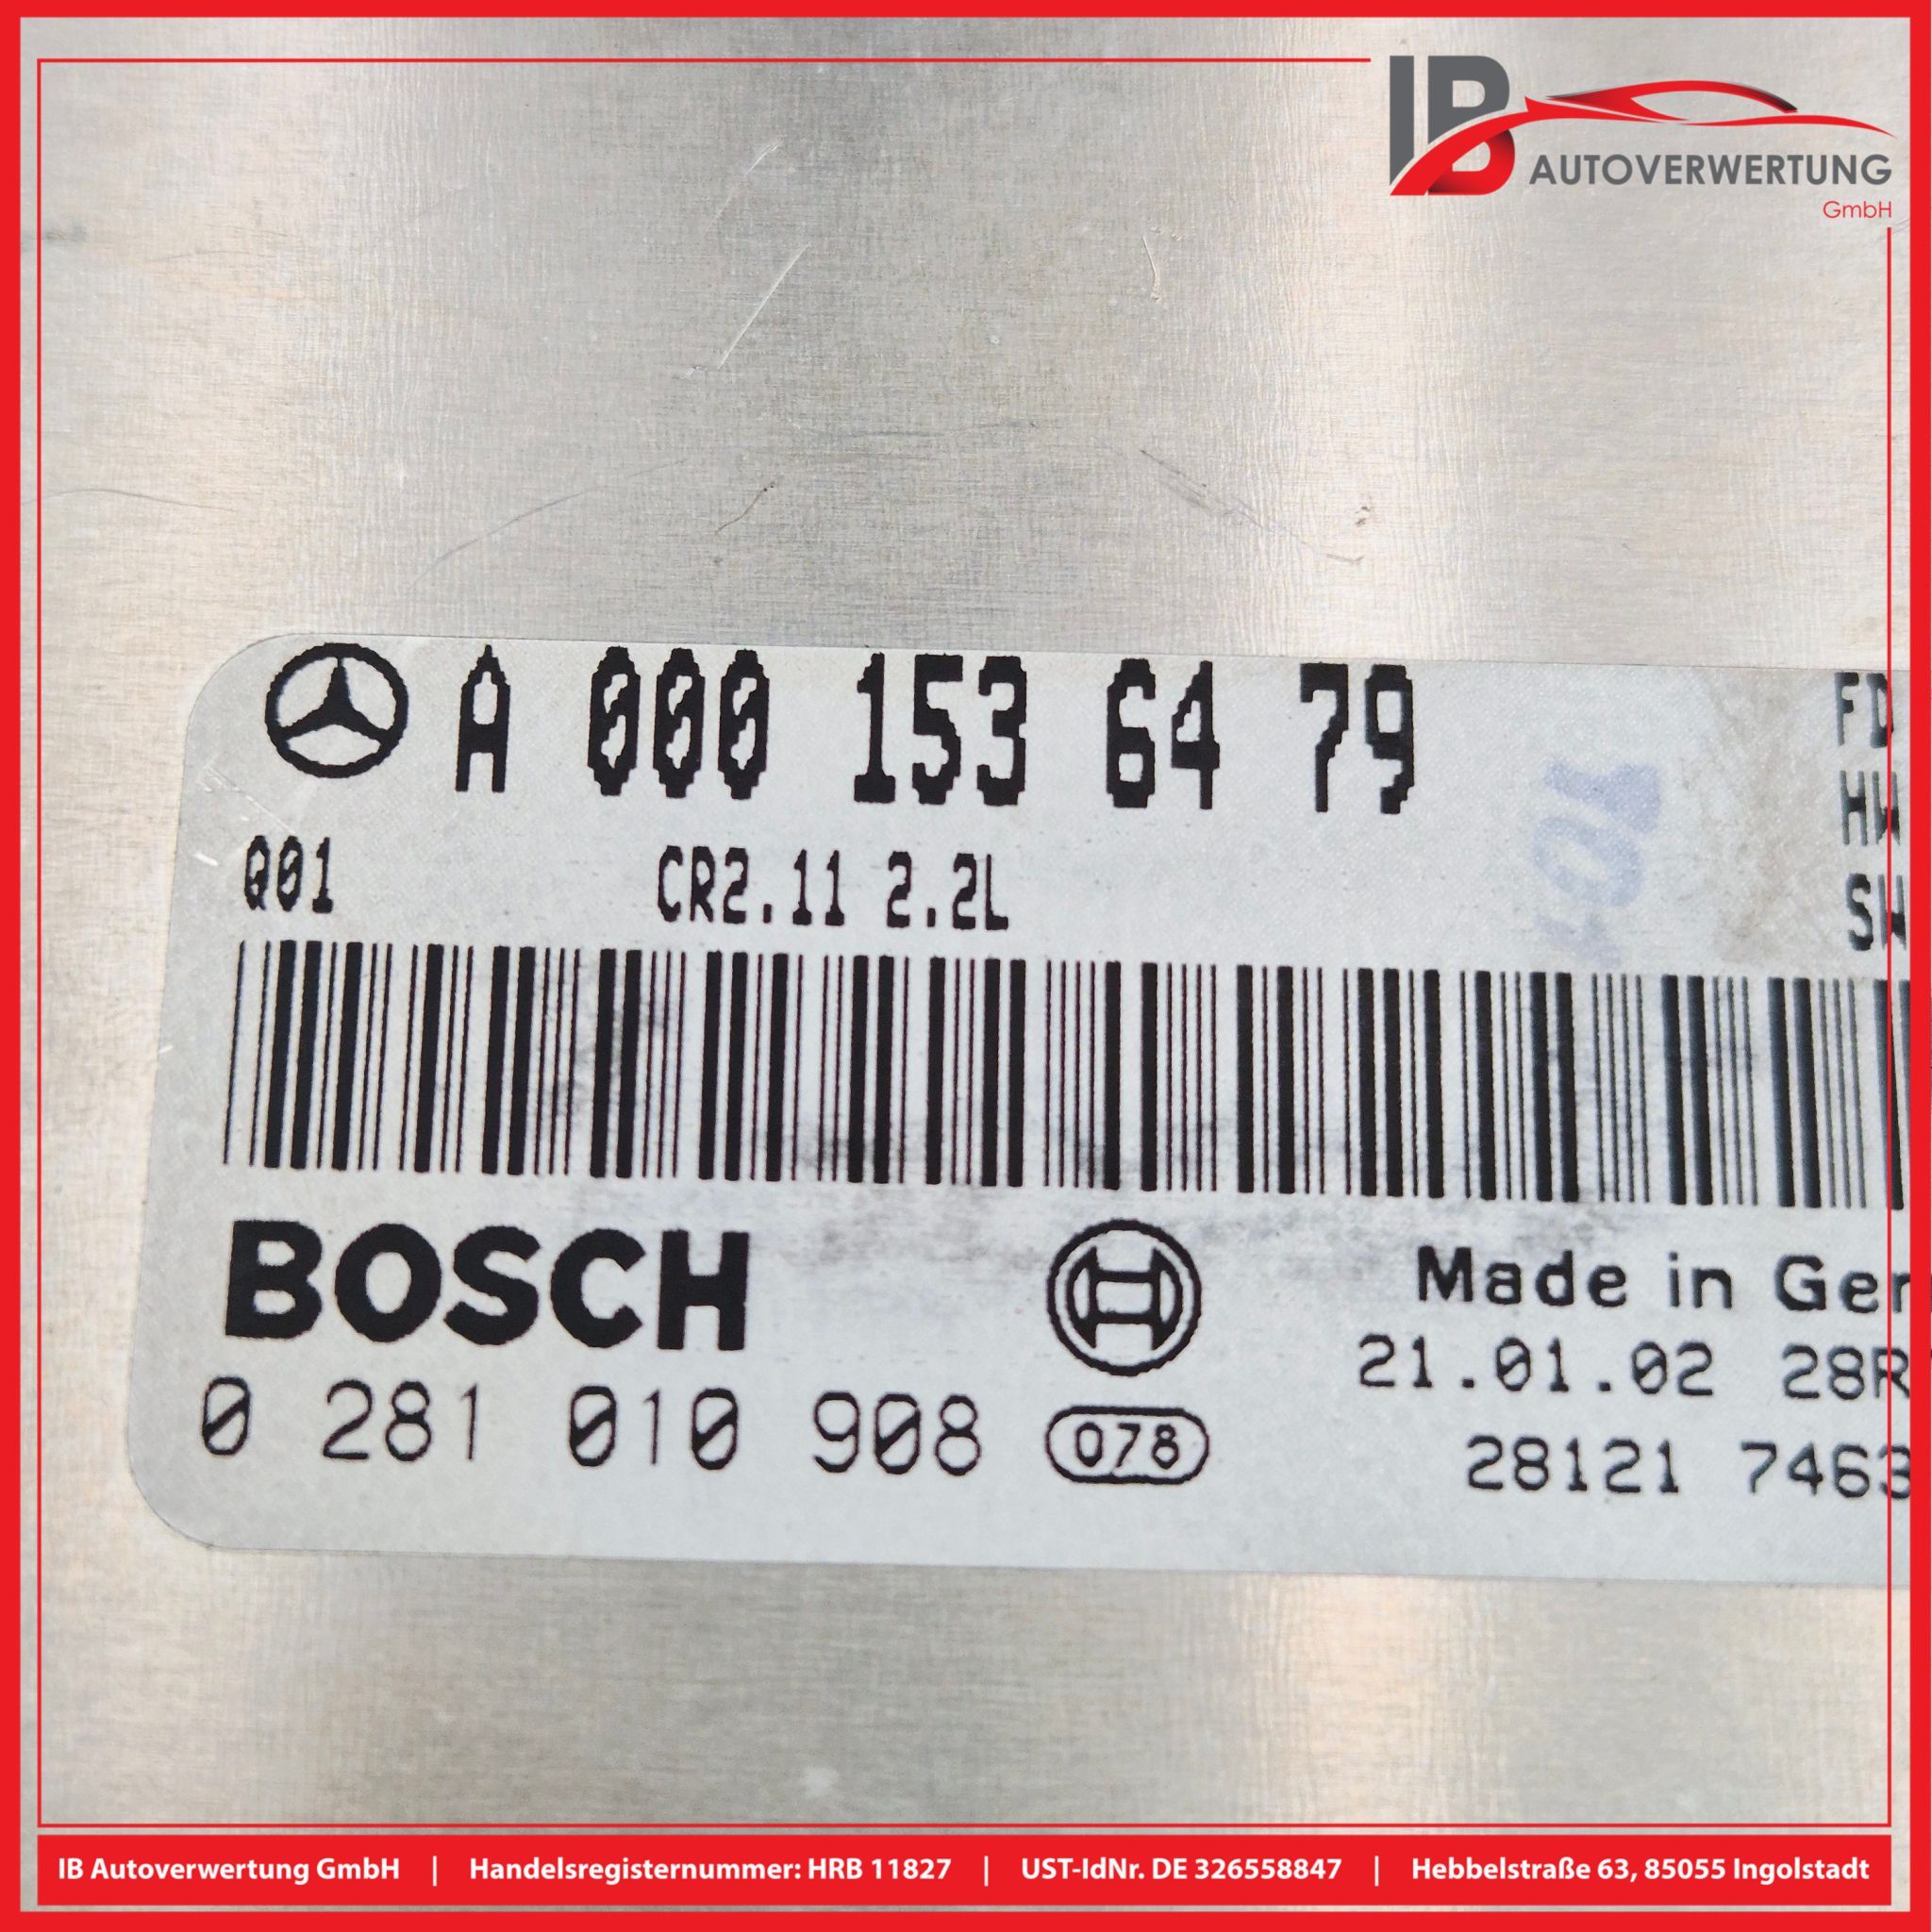 IB AUTOVERWERTUNG
GmbH
A 000 153 64 79
FD
Q01 CR2.11 2.2L
HW
SW
BOSCH
Made in Ger
21.01.02 28R
0 281 010 908 078
28121 7463
IB Autoverwertung GmbH | Handelsregisternummer: HRB 11827 | UST-IdNr. DE 326558847 | Hebbelstraße 63, 85055 Ingolstadt